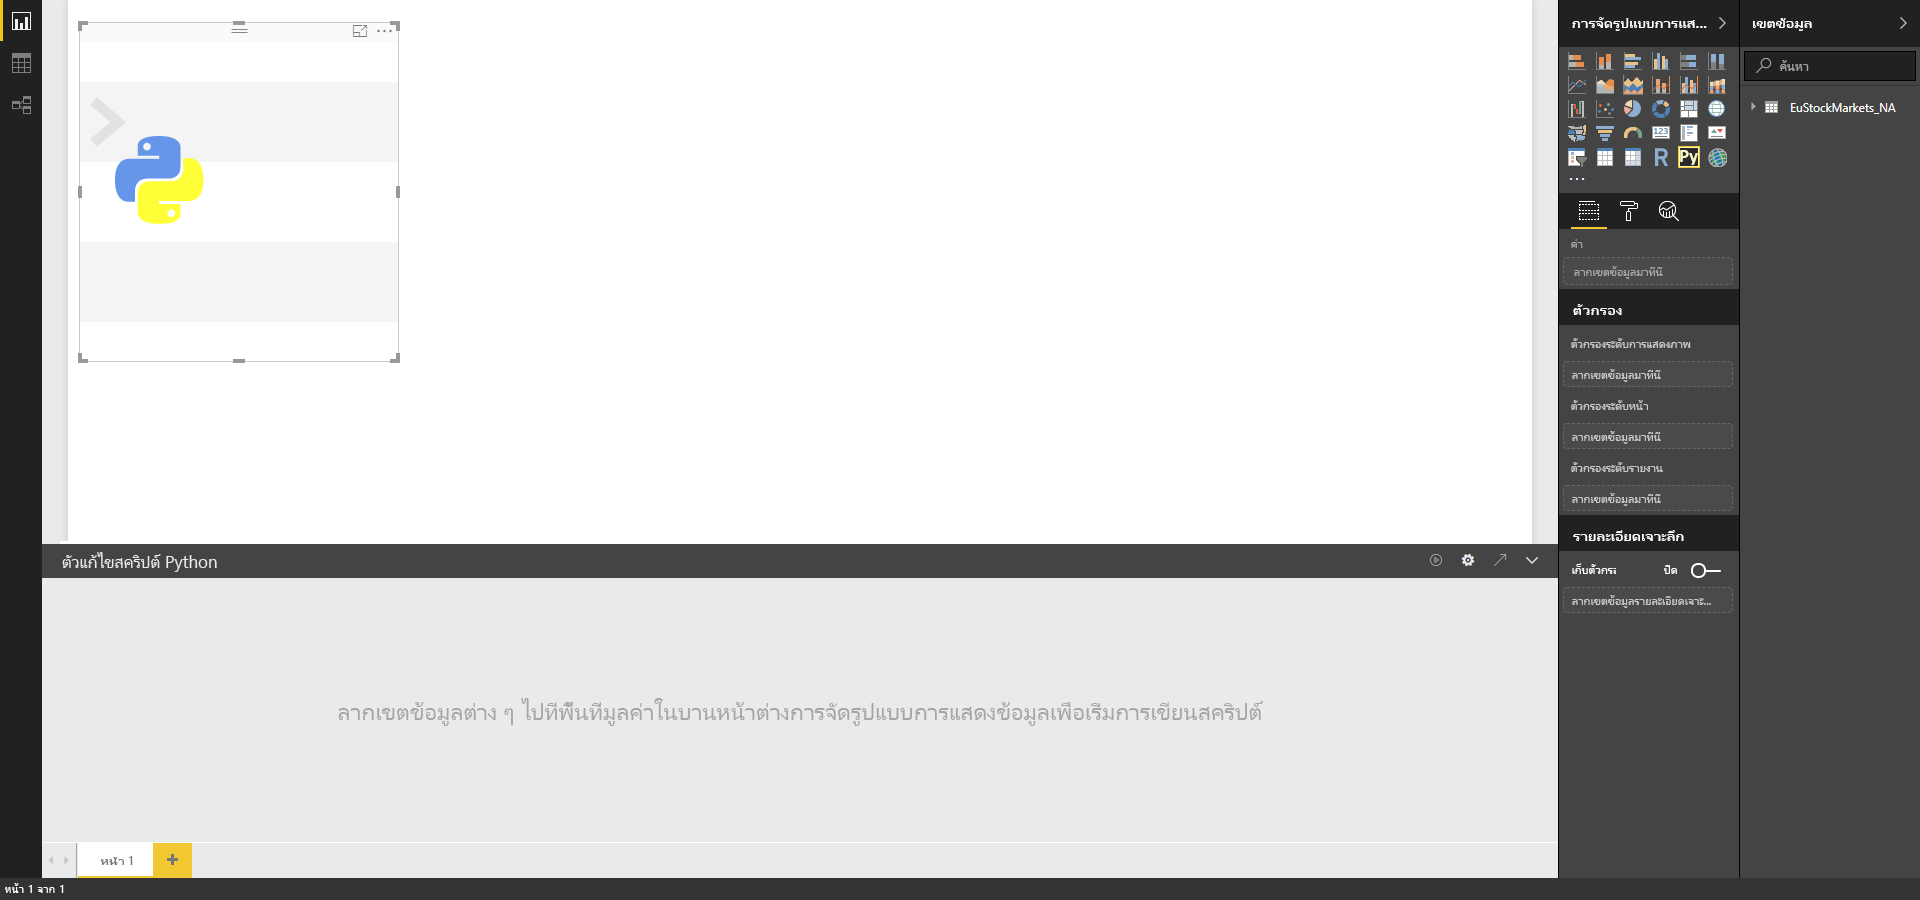 การจัดรูปแบบการแส...
เขตข้อมูล
ค้นหา
EuStockMarkets_NA
123
R
Py
ค่า
ลากเขตข้อมูลมาที่นี่
ตัวกรอง
ตัวกรองระดับการแสดงภาพ
ลากเขตข้อมูลมาที่นี่
ตัวกรองระดับหน้า
ลากเขตข้อมูลมาที่นี่
ตัวกรองระดับรายงาน
ลากเขตข้อมูลมาที่นี่
รายละเอียดเจาะลึก
เก็บตัวกระ
ปิด
ลากเขตข้อมูลรายละเอียดเจาะ...
ตัวแก้ไขสคริปต์ Python
ลากเขตข้อมูลต่าง ๆ ไปที่พื้นที่มูลค่าในบานหน้าต่างการจัดรูปแบบการแสดงข้อมูลเพื่อเริ่มการเขียนสคริปต์
หน้า 1
หน้า 1 จาก 1